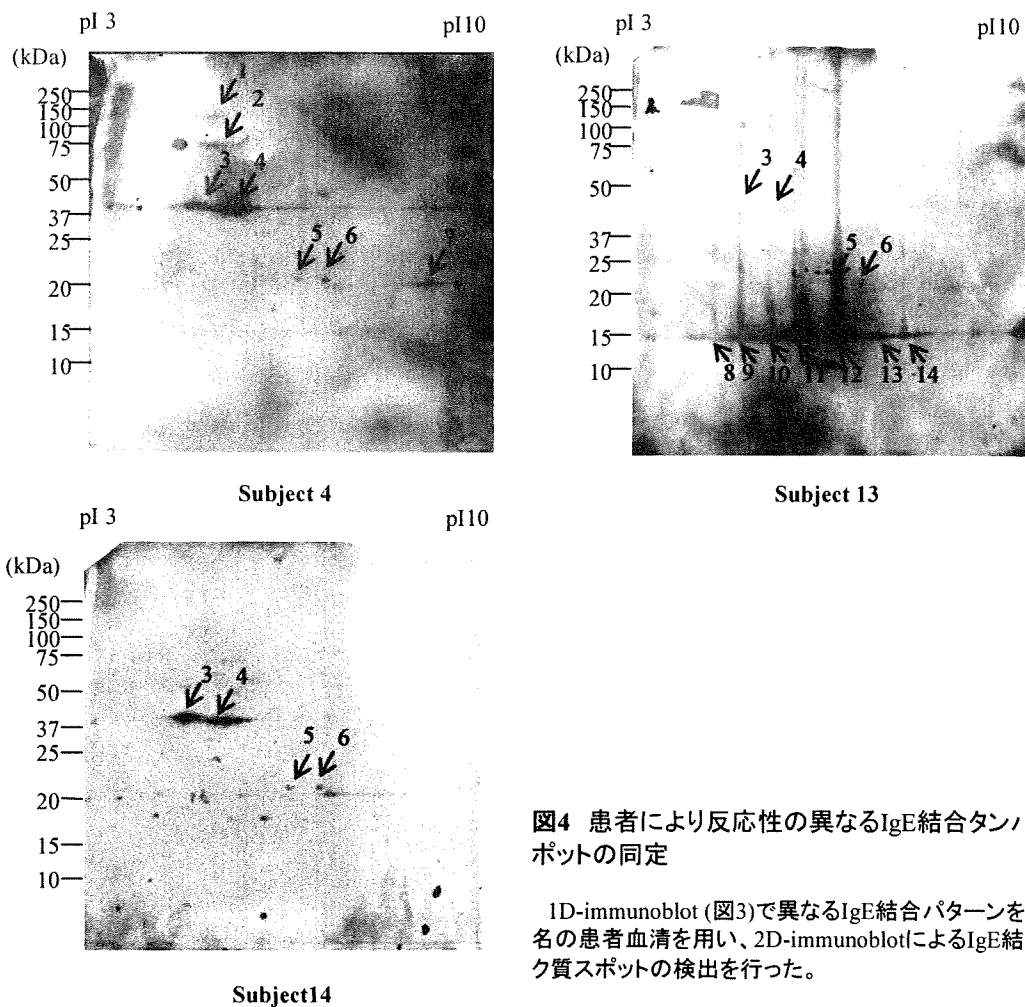 pI 3 pI10
(kDa)
250
150
100
75
50
37
25
20
15
10
1
2
3 4
5 6
7
Subject 4
pI 3 pI10
(kDa)
250
150
100
75
50
37
25
20
15
10
3 4
5 6
8 9 10 11 12 13 14
Subject 13
pI 3 pI10
(kDa)
250
150
100
75
50
37
25
20
15
10
3 4
5 6
Subject14
図4 患者により反応性の異なるIgE結合タン
ポットの同定
1D-immunoblot (図3)で異なるIgE結合パターンを
名の患者血清を用い、2D-immunoblotによるIgE結
ク質スポットの検出を行った。